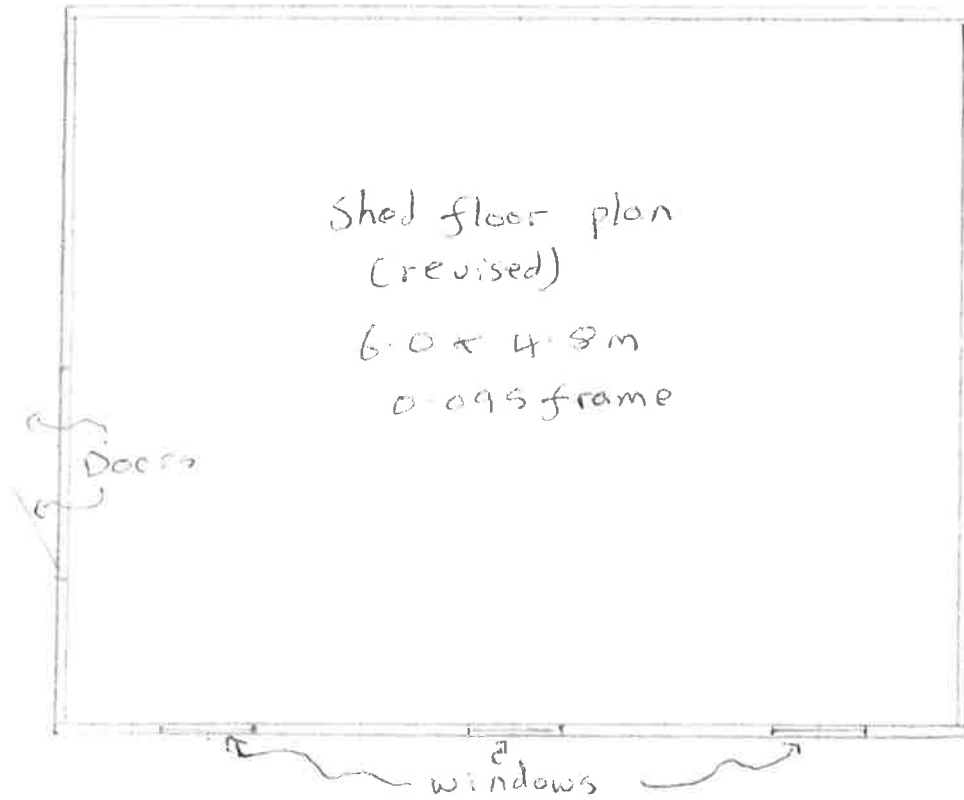 Shed floor plan
(revised)
6.0 x 4.8m
0.095 frame
Doors
windows